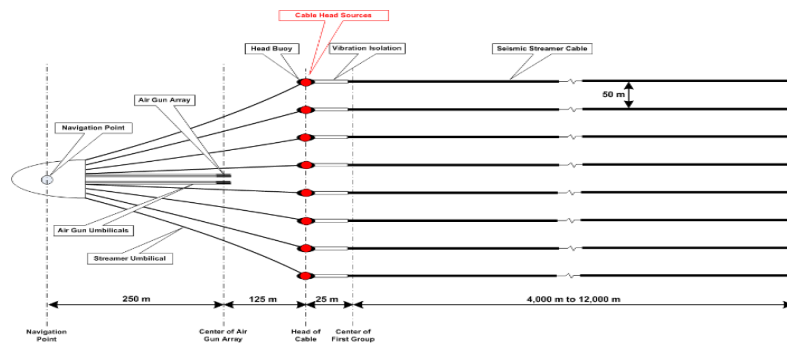 Cable Head Sources
Head Buoy
Vibration Isolation
Seismic Streamer Cable
Air Gun Array
50 m
Navigation Point
Air Gun Umbilicals
Streamer Umbilical
250 m
125 m
25 m
4,000 m to 12,000 m
Navigation
Point
Center of Air
Gun Array
Head of
Cable
Center of
First Group